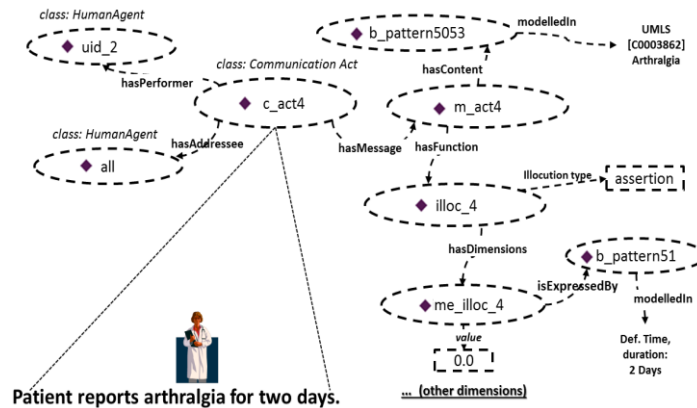 class: HumanAgent
uid_2
hasPerformer
class: Communication Act
c_act4
class: HumanAgent
hasAddressee
all
hasMessage
b_pattern5053
modelledIn
UMLS
[C0003862]
Arthralgia
hasContent
m_act4
hasFunction
Illocution type
assertion
illoc_4
hasDimensions
b_pattern51
isExpressedBy
me_illoc_4
modelledIn
value
0.0
Def. Time,
duration:
2 Days
... (other dimensions)
Patient reports arthralgia for two days.